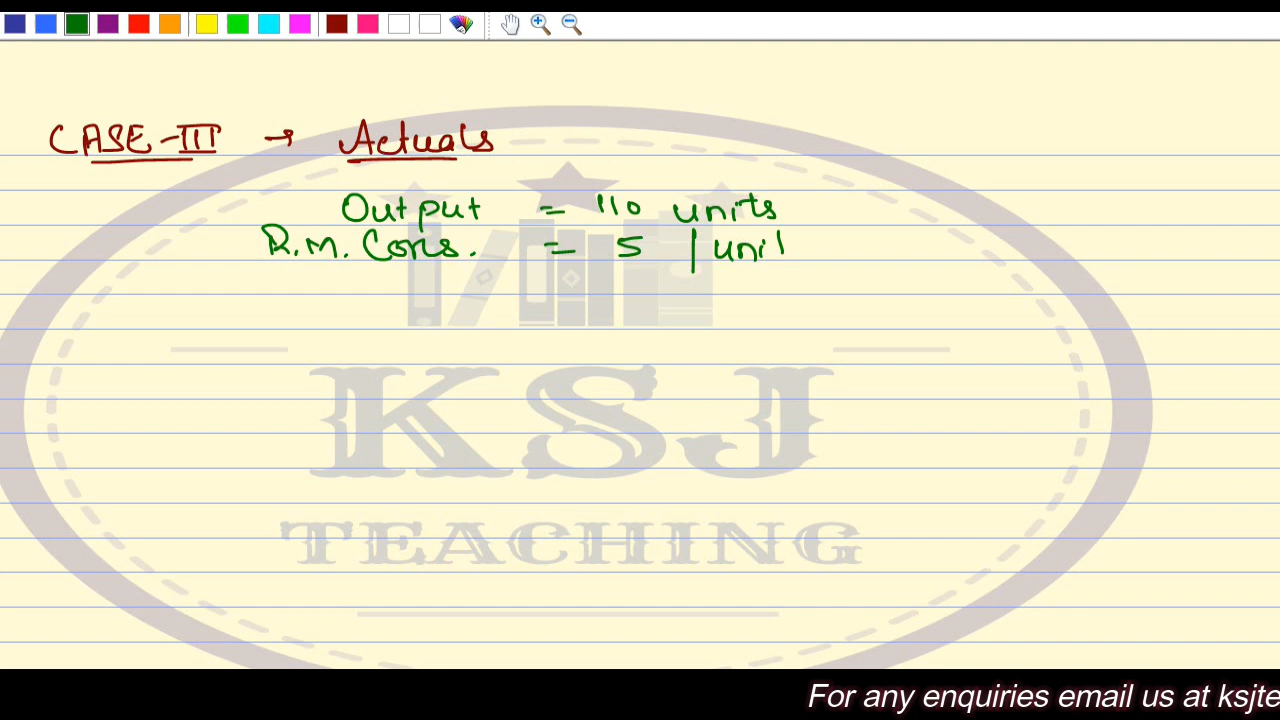 CASE-III → Actuals
Output = 110 units
R.M. Cons. = 5 / unit
KSJ
TEACHING
For any enquiries email us at ksjte